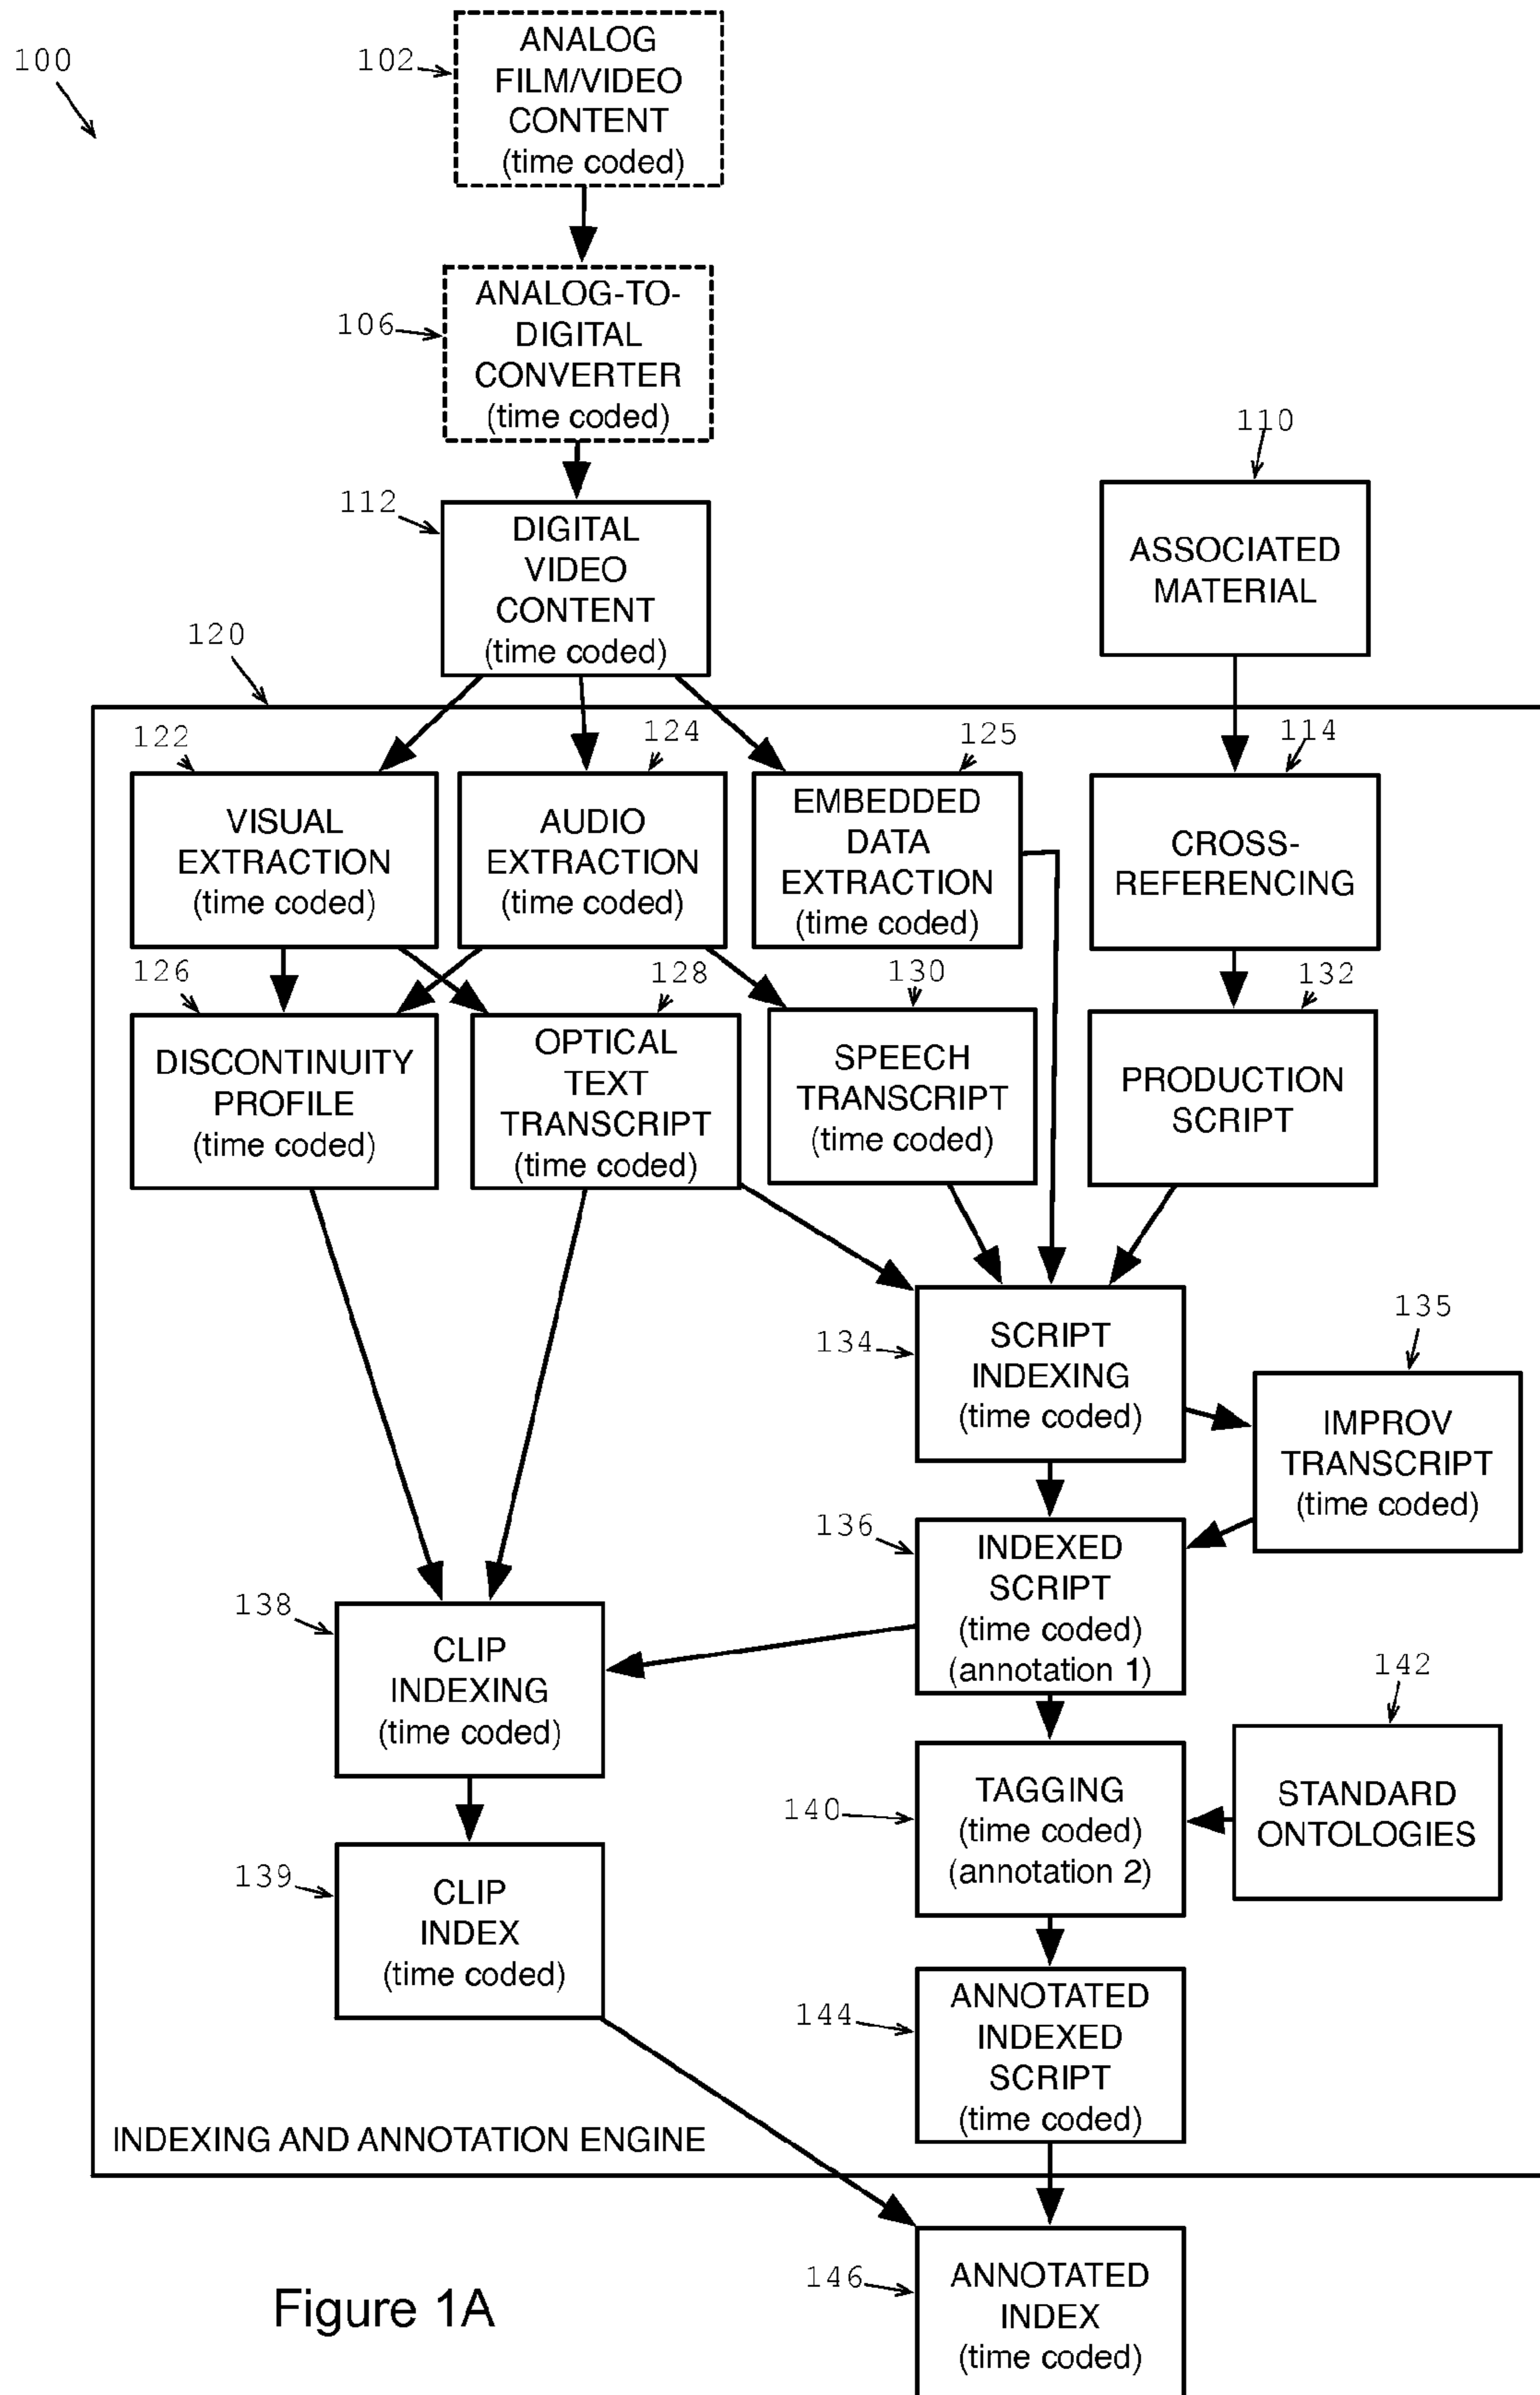 100
102
ANALOG
FILM/VIDEO
CONTENT
(time coded)
106
ANALOG-TO-
DIGITAL
CONVERTER
(time coded)
110
ASSOCIATED
MATERIAL
112
DIGITAL
VIDEO
CONTENT
(time coded)
120
122
VISUAL
EXTRACTION
(time coded)
124
AUDIO
EXTRACTION
(time coded)
125
EMBEDDED
DATA
EXTRACTION
(time coded)
114
CROSS-
REFERENCING
126
DISCONTINUITY
PROFILE
(time coded)
128
OPTICAL
TEXT
TRANSCRIPT
(time coded)
130
SPEECH
TRANSCRIPT
(time coded)
132
PRODUCTION
SCRIPT
134
SCRIPT
INDEXING
(time coded)
135
IMPROV
TRANSCRIPT
(time coded)
136
INDEXED
SCRIPT
(time coded)
(annotation 1)
138
CLIP
INDEXING
(time coded)
142
STANDARD
ONTOLOGIES
140
TAGGING
(time coded)
(annotation 2)
139
CLIP
INDEX
(time coded)
144
ANNOTATED
INDEXED
SCRIPT
(time coded)
INDEXING AND ANNOTATION ENGINE
146
ANNOTATED
INDEX
(time coded)
Figure 1A